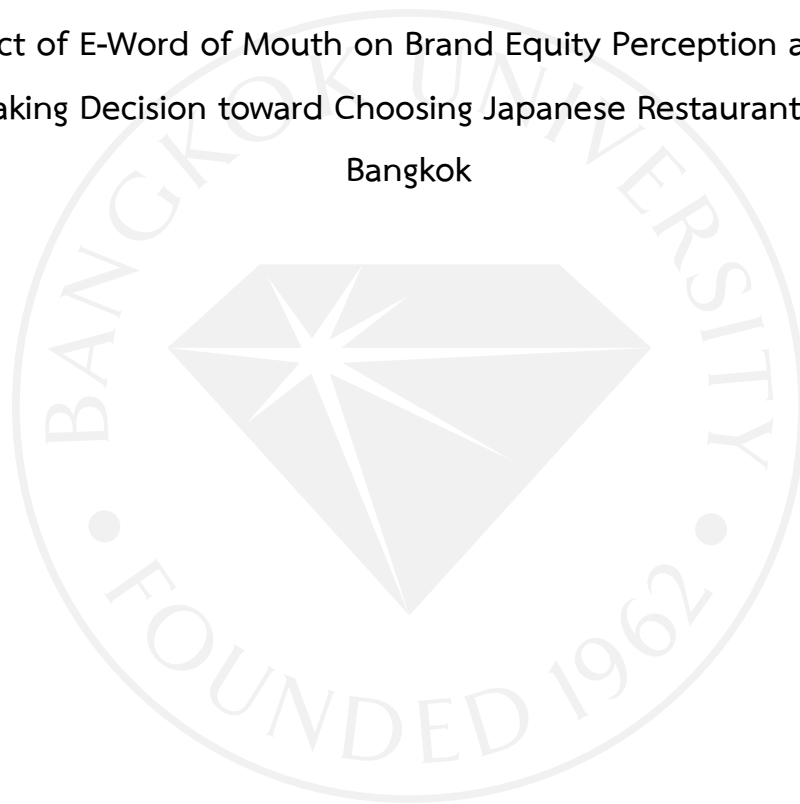 ct of E-Word of Mouth on Brand Equity Perception a
aking Decision toward Choosing Japanese Restaurant
Bangkok
BANGKOK UNIVERSITY
• FOUNDED 1962 •